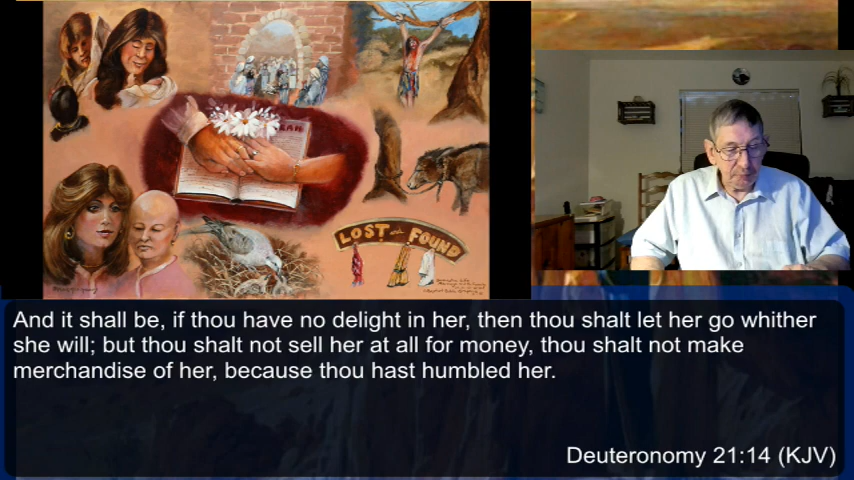 LOST and FOUND
And it shall be, if thou have no delight in her, then thou shalt let her go whither
she will; but thou shalt not sell her at all for money, thou shalt not make
merchandise of her, because thou hast humbled her.
Deuteronomy 21:14 (KJV)